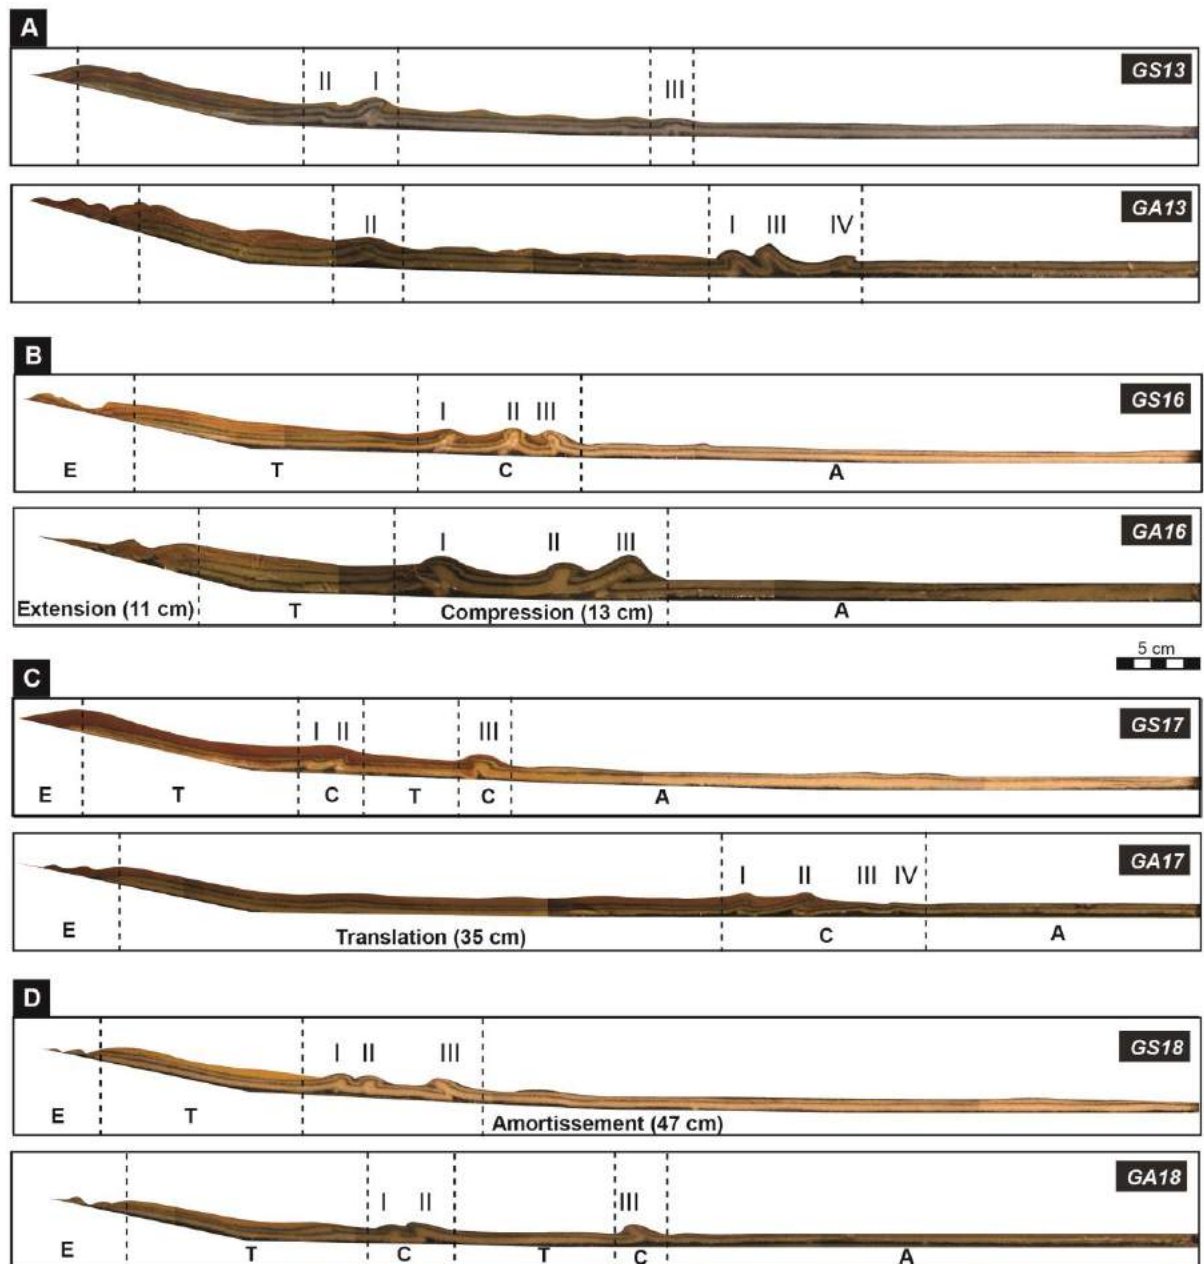 A
GS13
II I III
GA13
II I III IV
B
GS16
I II III
E T C A
GA16
I II III
Extension (11 cm) T Compression (13 cm) A
5 cm
C
GS17
I II III
E T C T C A
GA17
I II III IV
E Translation (35 cm) C A
D
GS18
I II III
E T Amortissement (47 cm)
GA18
I II III
E T C T C A